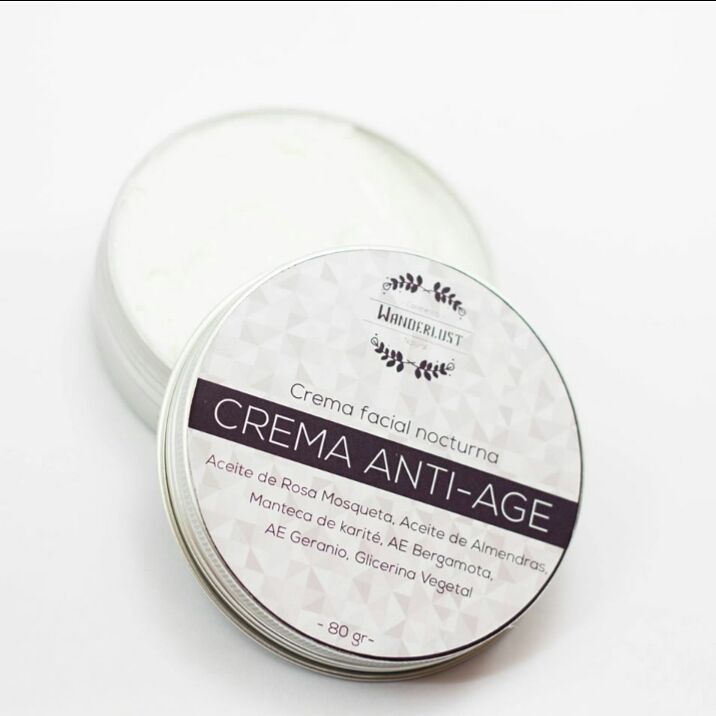 WANDERLUST
Crema facial nocturna
CREMA ANTI-AGE
Aceite de Rosa Mosqueta, Aceite de Almendras,
Manteca de karité, AE Bergamota,
AE Geranio, Glicerina Vegetal
- 80 gr-